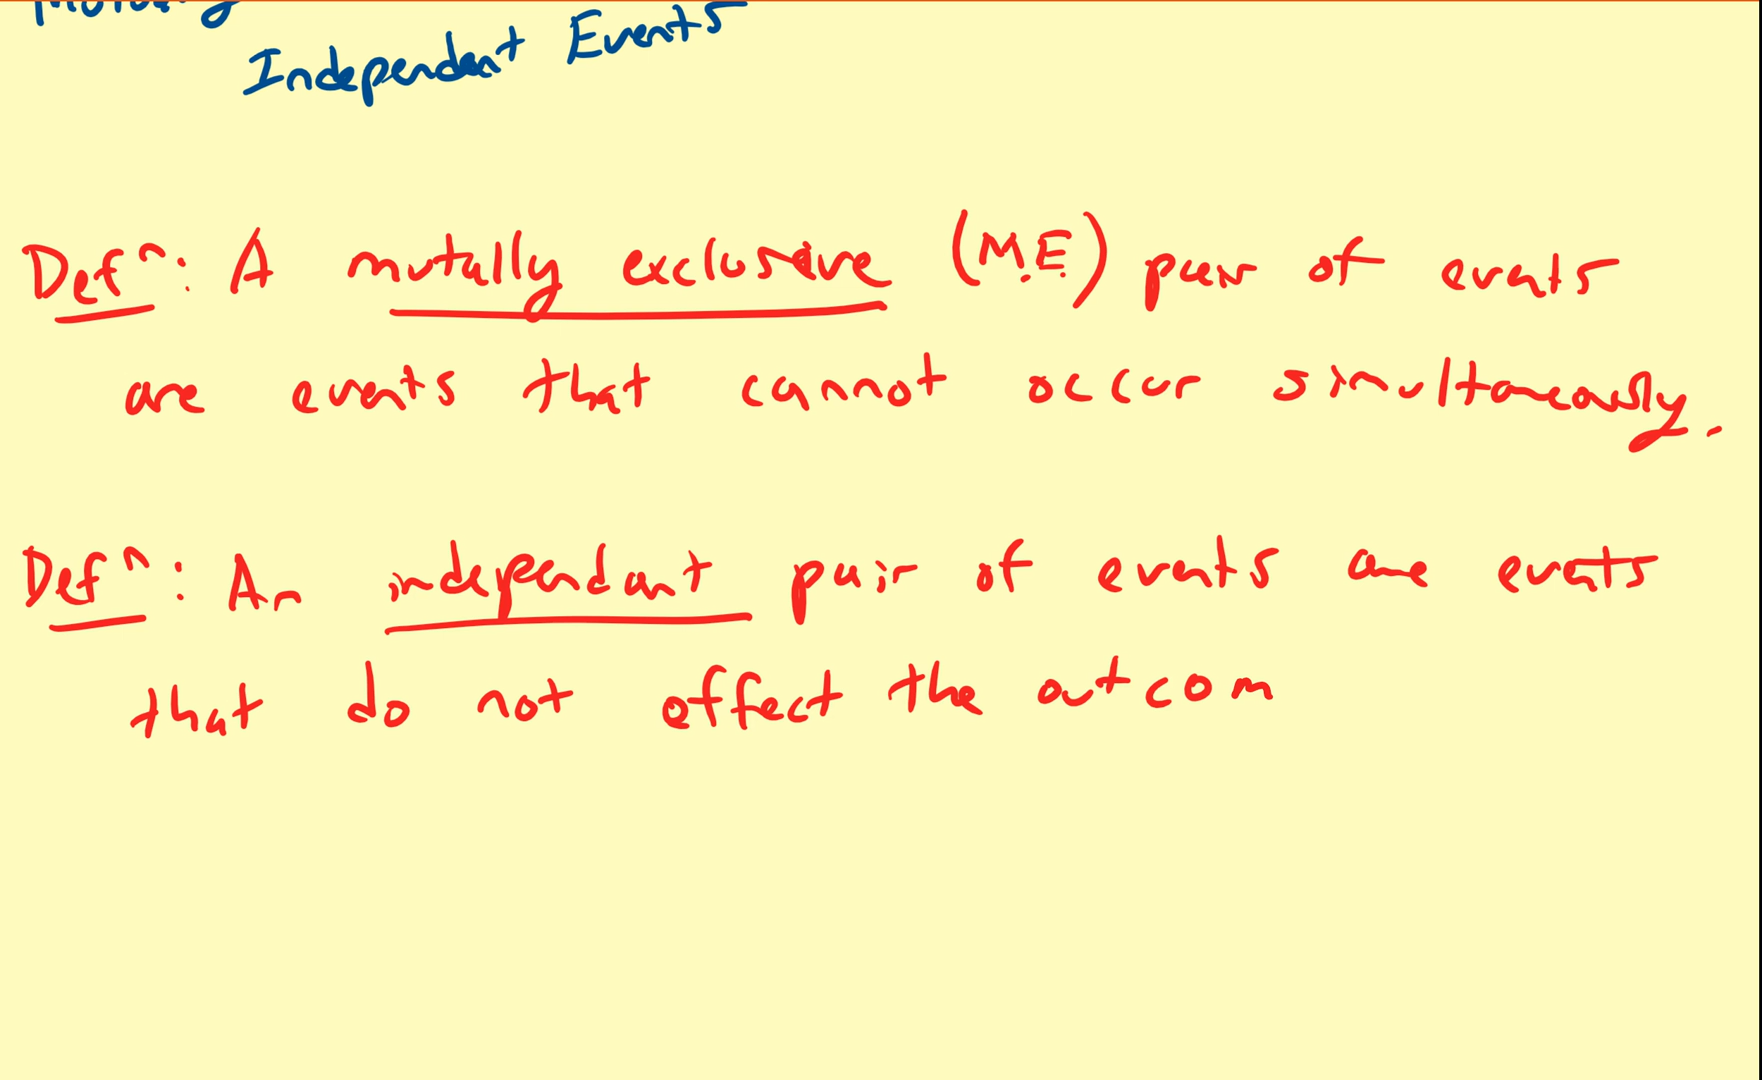 Independent Events
Defⁿ: A mutally exclusive (M.E.) pair of events
are events that cannot occur simultaneously.
Defⁿ: An independant pair of events are events
that do not effect the outcom